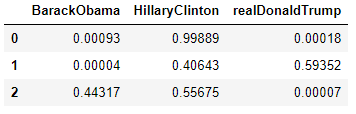 BarackObama HillaryClinton realDonaldTrump
0 0.00093 0.99889 0.00018
1 0.00004 0.40643 0.59352
2 0.44317 0.55675 0.00007